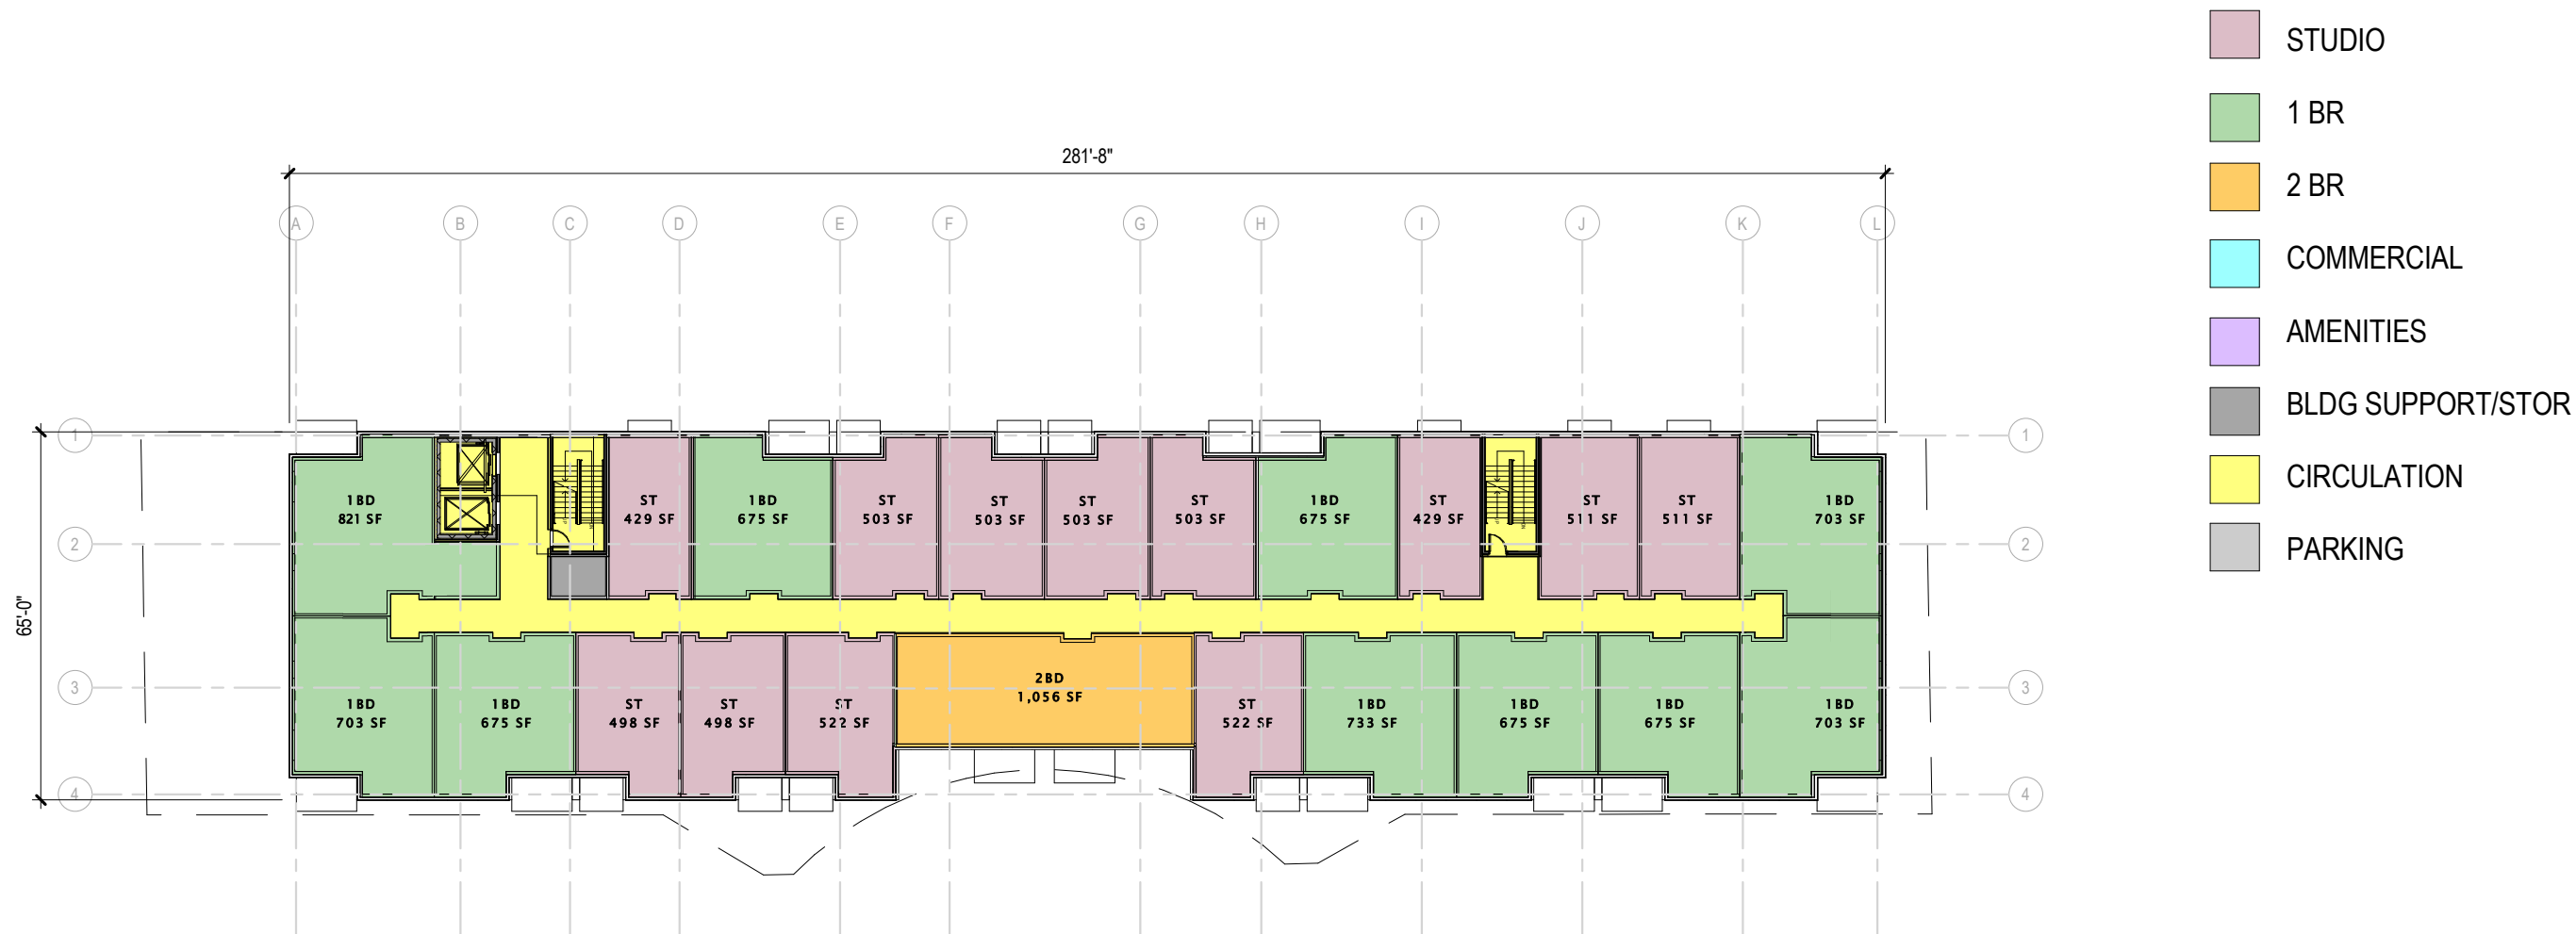 STUDIO
1 BR
2 BR
COMMERCIAL
AMENITIES
BLDG SUPPORT/STOR
CIRCULATION
PARKING
281'-8"
A B C D E F G H I J K L
1 1
1BD
821 SF
ST
429 SF
1BD
675 SF
ST
503 SF
ST
503 SF
ST
503 SF
ST
503 SF
1BD
675 SF
ST
429 SF
ST
511 SF
ST
511 SF
1BD
703 SF
2 2
65'-0"
3 3
1BD
703 SF
1BD
675 SF
ST
498 SF
ST
498 SF
ST
522 SF
2BD
1,056 SF
ST
522 SF
1BD
733 SF
1BD
675 SF
1BD
675 SF
1BD
703 SF
4 4